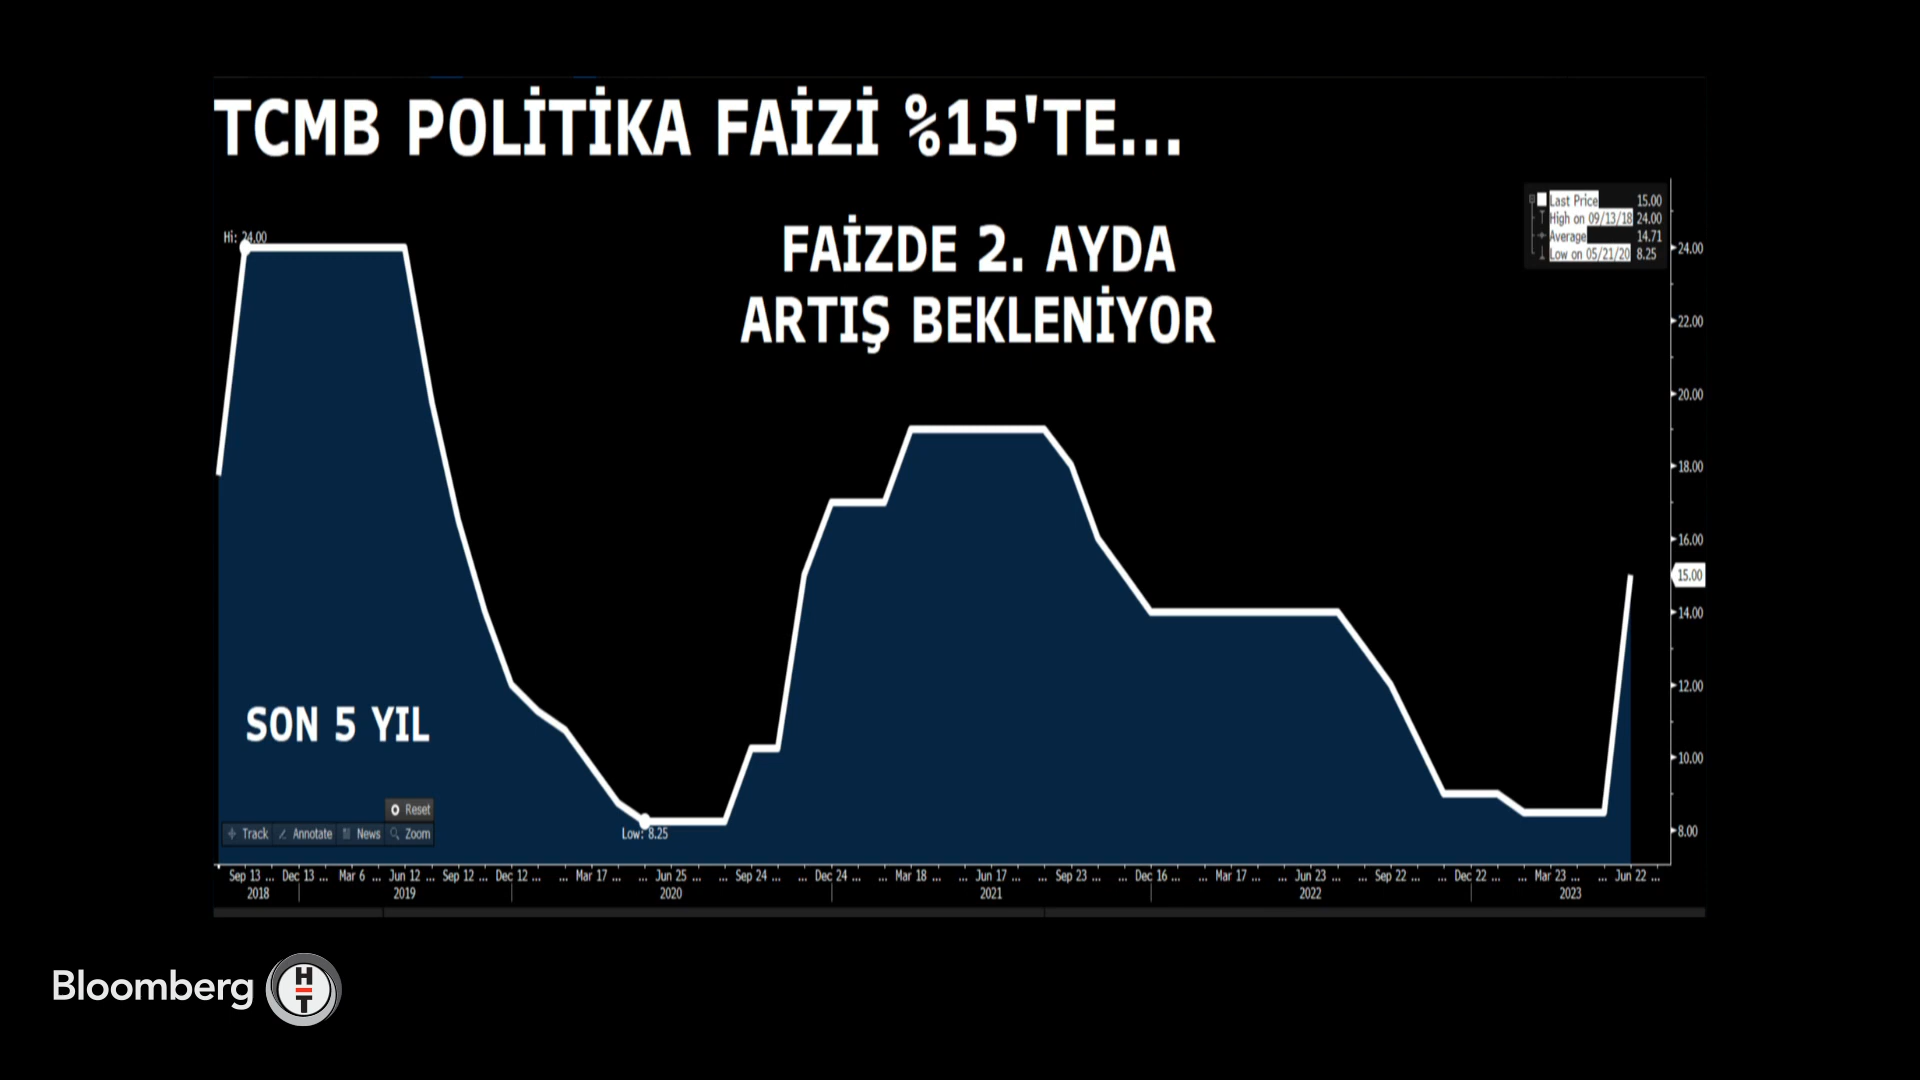 TCMB POLİTİKA FAİZİ %15'TE...
FAİZDE 2. AYDA
ARTIŞ BEKLENİYOR
Last Price 15.00
High on 09/13/18 24.00
Average 14.71
Low on 05/21/20 8.25
Hi: 24.00
24.00
22.00
20.00
18.00
16.00
15.00
14.00
12.00
10.00
8.00
SON 5 YIL
Reset
Track Annotate News Zoom
Low: 8.25
Sep 13 ... Dec 13 ... Mar 6 ... Jun 12 ... Sep 12 ... Dec 12 ... ... Mar 17 ... ... Jun 25 ... ... Sep 24 ... ... Dec 24 ... ... Mar 18 ... ... Jun 17 ... ... Sep 23 ... ... Dec 16 ... ... Mar 17 ... ... Jun 23 ... ... Sep 22 ... ... Dec 22 ... ... Mar 23 ... ... Jun 22 ...
2018 2019 2020 2021 2022 2023
Bloomberg HT